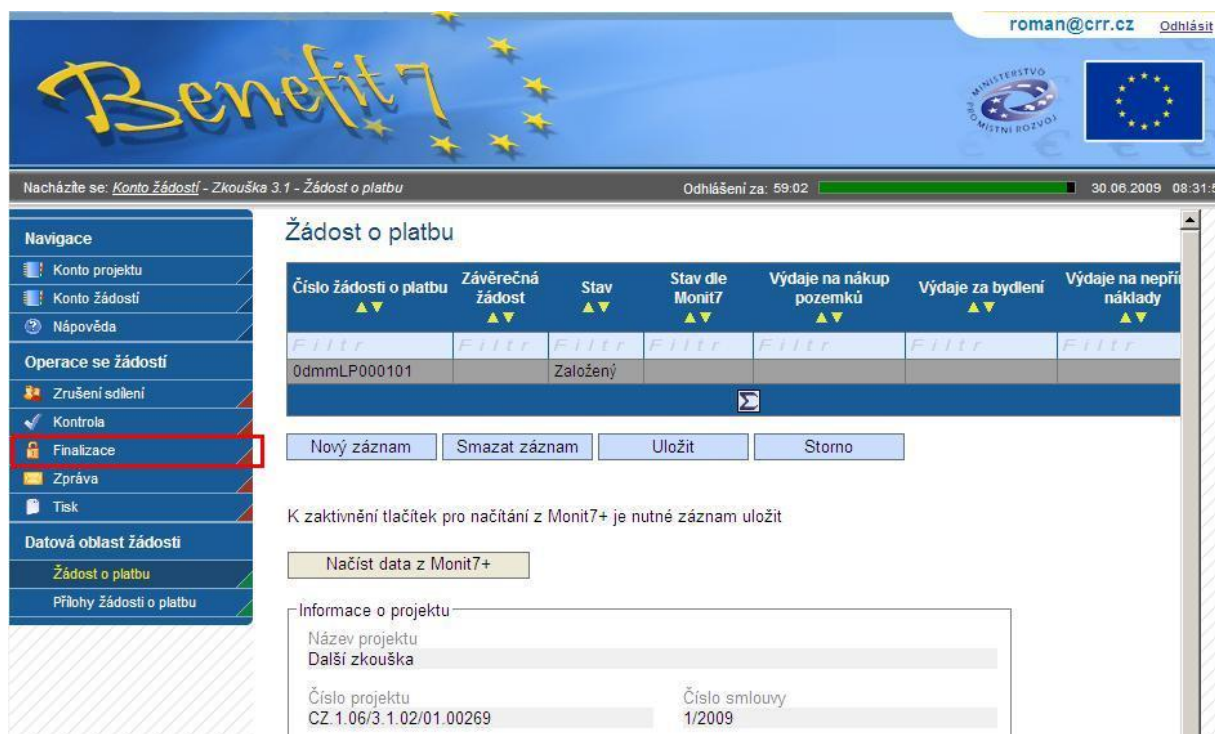 roman@crr.cz Odhlásit
Benefit7
MINISTERSTVO
PRO MÍSTNÍ ROZVOJ
Nacházíte se: Konto žádostí - Zkouška 3.1 - Žádost o platbu Odhlášení za: 59:02 30.06.2009 08:31:5
Navigace
Konto projektu
Konto žádostí
Nápověda
Operace se žádostí
Zrušení sdílení
Kontrola
Finalizace
Zpráva
Tisk
Datová oblast žádosti
Žádost o platbu
Přílohy žádosti o platbu
Žádost o platbu
Číslo žádosti o platbu Závěrečná žádost Stav Stav dle Monit7 Výdaje na nákup pozemků Výdaje za bydlení Výdaje na nepří náklady
Filtr Filtr Filtr Filtr Filtr Filtr Filtr
0dmmLP000101 Založený
Σ
Nový záznam Smazat záznam Uložit Storno
K zaktivnění tlačítek pro načítání z Monit7+ je nutné záznam uložit
Načíst data z Monit7+
Informace o projektu
Název projektu
Další zkouška
Číslo projektu Číslo smlouvy
CZ.1.06/3.1.02/01.00269 1/2009